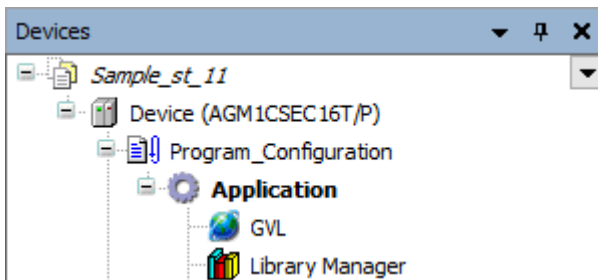 Devices
Sample_st_11
Device (AGM1CSEC16T/P)
Program_Configuration
Application
GVL
Library Manager